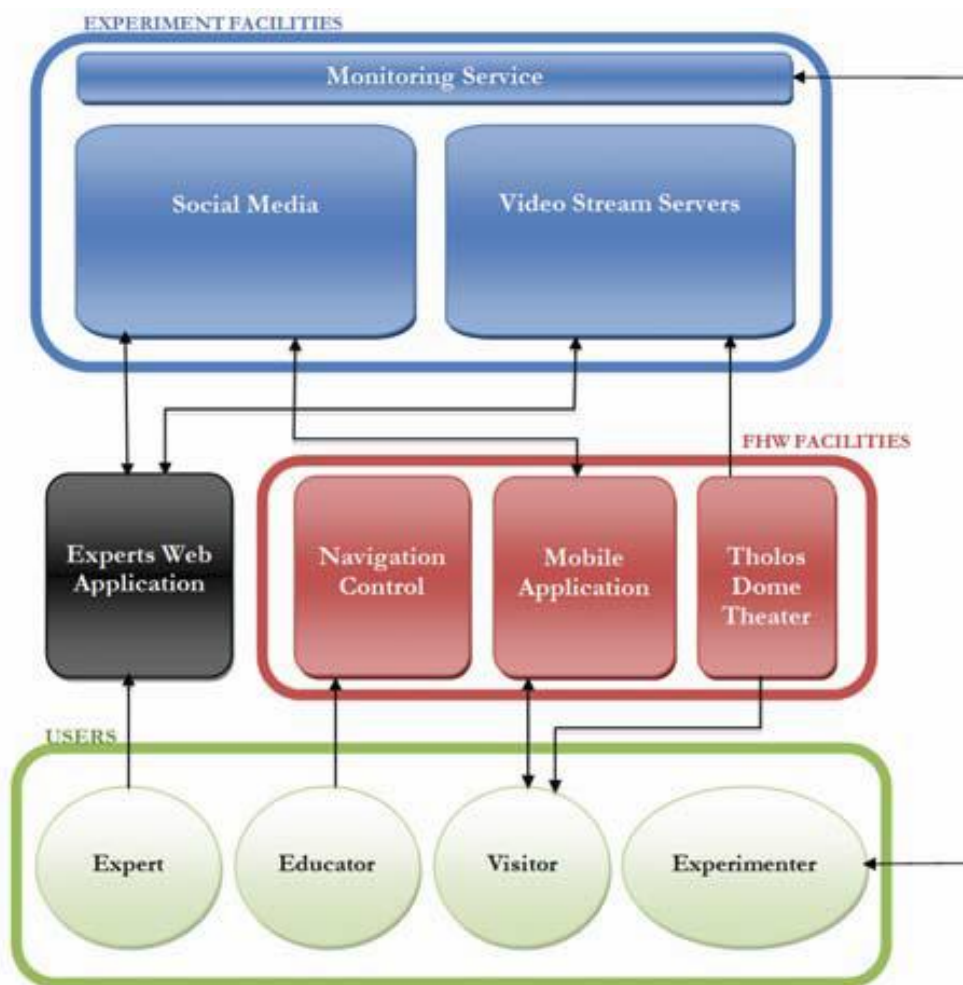 EXPERIMENT FACILITIES
Monitoring Service
Social Media
Video Stream Servers
FHW FACILITIES
Experts Web
Application
Navigation
Control
Mobile
Application
Tholos
Dome
Theater
USERS
Expert
Educator
Visitor
Experimenter